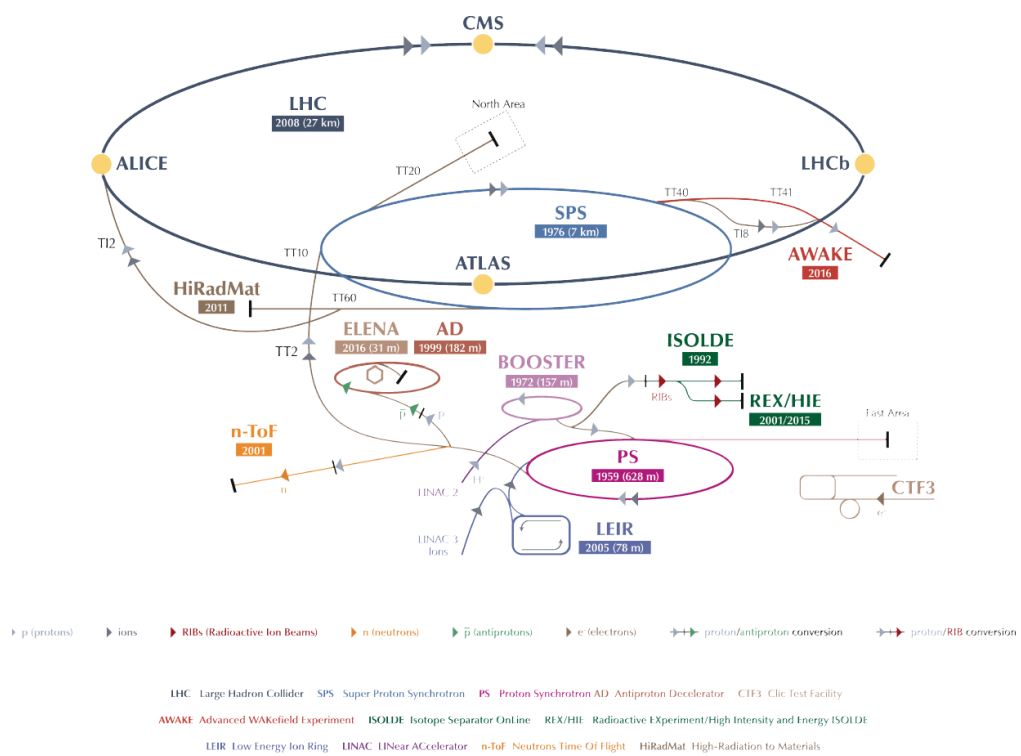 CMS
LHC
2008 (27 km)
North Area
ALICE
LHCb
TT20
TT40
TT41
SPS
1976 (7 km)
TI8
TI2
TT10
ATLAS
AWAKE
2016
HiRadMat
2011
TT60
ELENA
2016 (31 m)
AD
1999 (182 m)
TT2
BOOSTER
1972 (157 m)
ISOLDE
1992
RIBs
REX/HIE
2001/2015
p̅
p
East Area
n-ToF
2001
n
PS
1959 (628 m)
LINAC 2
H⁺
CTF3
e⁻
LEIR
2005 (78 m)
LINAC 3
Ions
p (protons) ions RIBs (Radioactive Ion Beams) n (neutrons) p̅ (antiprotons) e⁻ (electrons) proton/antiproton conversion proton/RIB conversion
LHC Large Hadron Collider SPS Super Proton Synchrotron PS Proton Synchrotron AD Antiproton Decelerator CTF3 Clic Test Facility
AWAKE Advanced WAKefield Experiment ISOLDE Isotope Separator OnLine REX/HIE Radioactive EXperiment/High Intensity and Energy ISOLDE
LEIR Low Energy Ion Ring LINAC LINear ACcelerator n-ToF Neutrons Time Of Flight HiRadMat High-Radiation to Materials